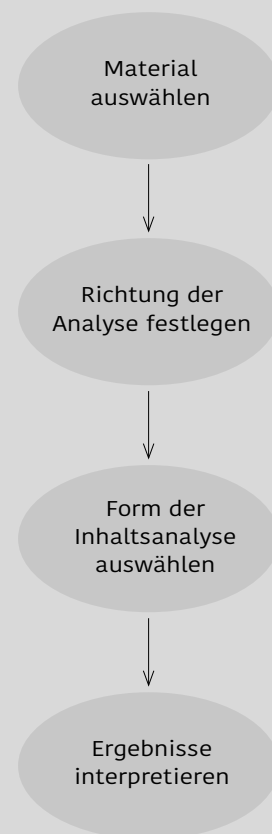 Material
auswählen
Richtung der
Analyse festlegen
Form der
Inhaltsanalyse
auswählen
Ergebnisse
interpretieren